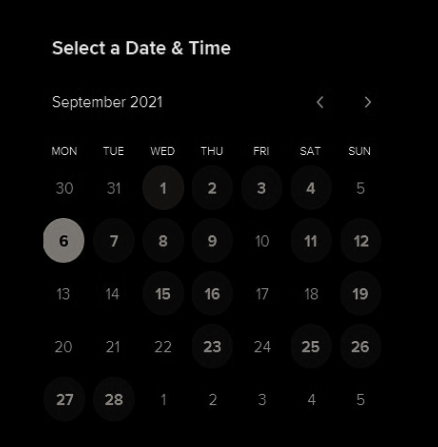 Select a Date & Time
September 2021
MON TUE WED THU FRI SAT SUN
30 31 1 2 3 4 5
6 7 8 9 10 11 12
13 14 15 16 17 18 19
20 21 22 23 24 25 26
27 28 1 2 3 4 5